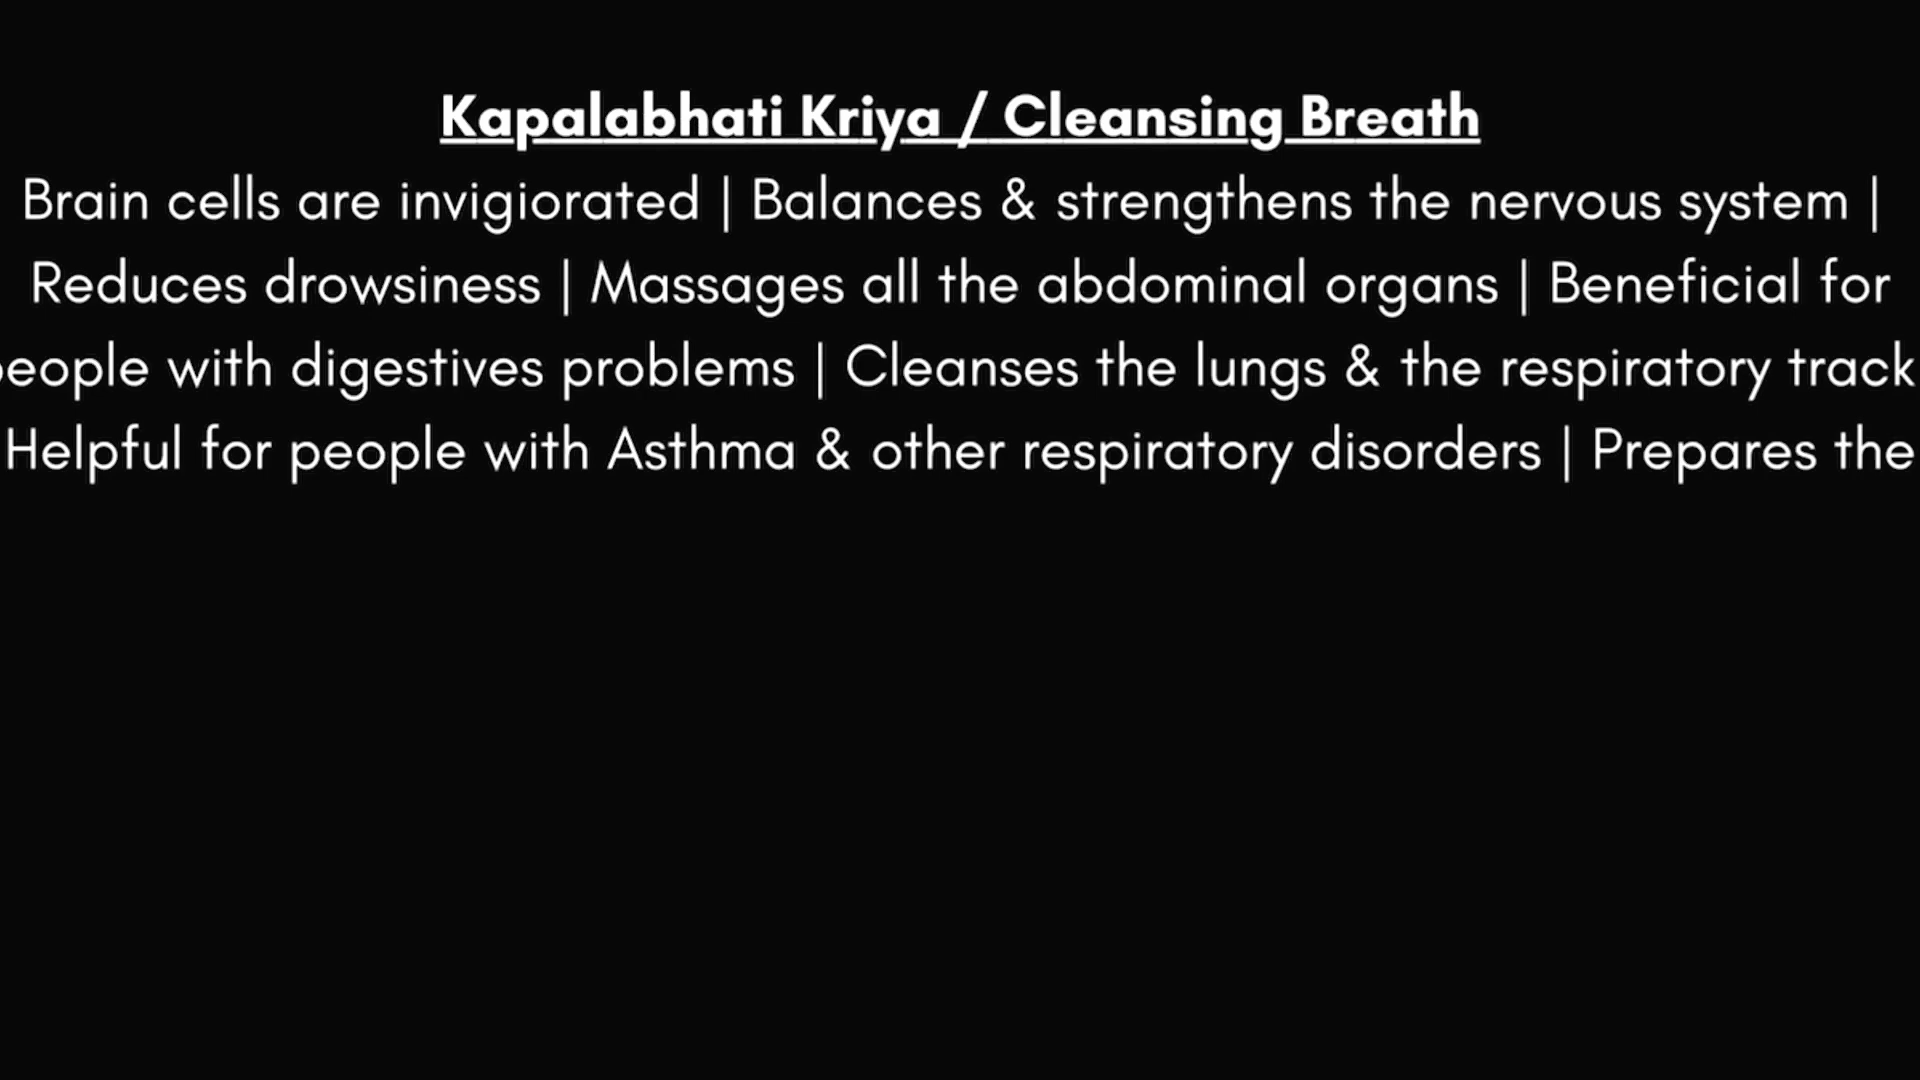 Kapalabhati Kriya / Cleansing Breath
Brain cells are invigiorated | Balances & strengthens the nervous system |
Reduces drowsiness | Massages all the abdominal organs | Beneficial for
people with digestives problems | Cleanses the lungs & the respiratory track
Helpful for people with Asthma & other respiratory disorders | Prepares the